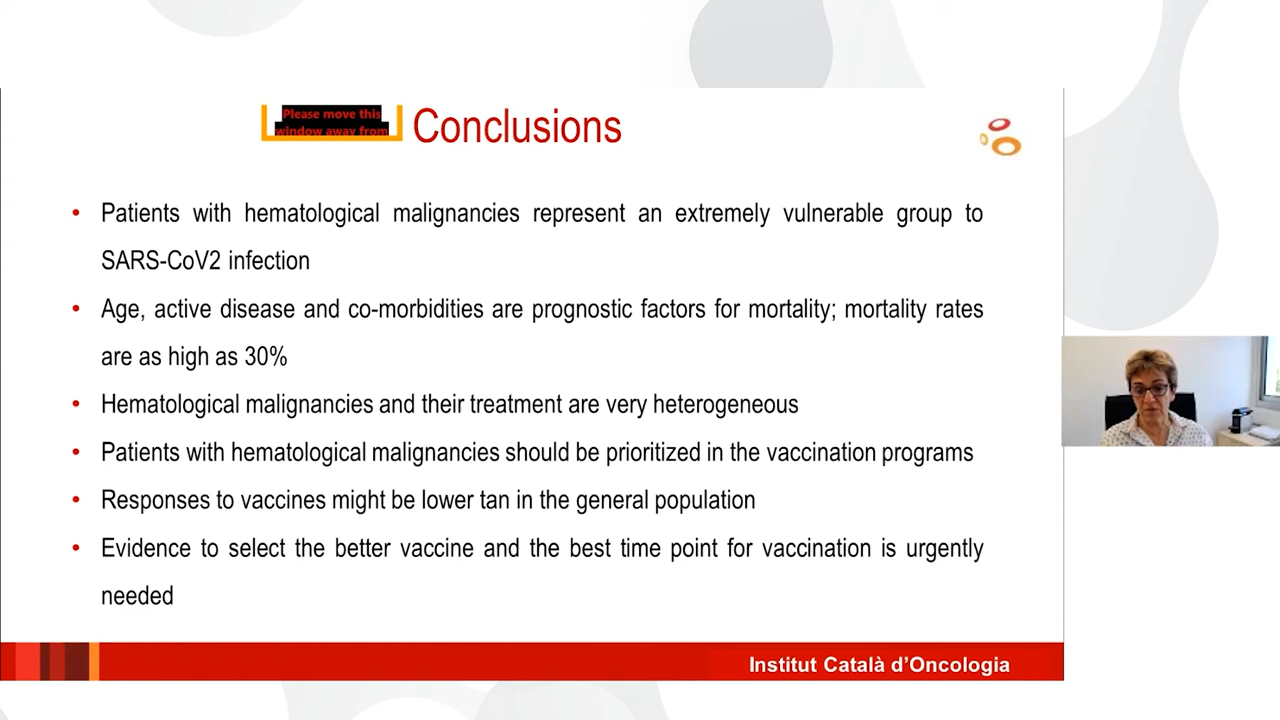 Please move this
window away from
Conclusions
• Patients with hematological malignancies represent an extremely vulnerable group to
SARS-CoV2 infection
• Age, active disease and co-morbidities are prognostic factors for mortality; mortality rates
are as high as 30%
• Hematological malignancies and their treatment are very heterogeneous
• Patients with hematological malignancies should be prioritized in the vaccination programs
• Responses to vaccines might be lower tan in the general population
• Evidence to select the better vaccine and the best time point for vaccination is urgently
needed
Institut Català d’Oncologia